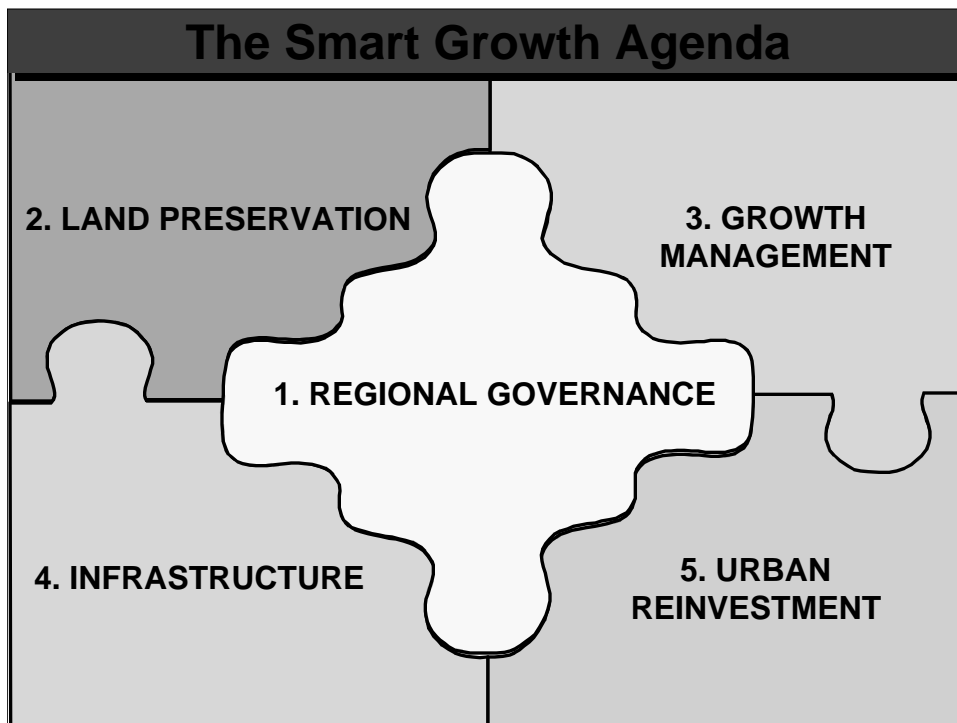 The Smart Growth Agenda
2. LAND PRESERVATION
3. GROWTH
MANAGEMENT
1. REGIONAL GOVERNANCE
4. INFRASTRUCTURE
5. URBAN
REINVESTMENT